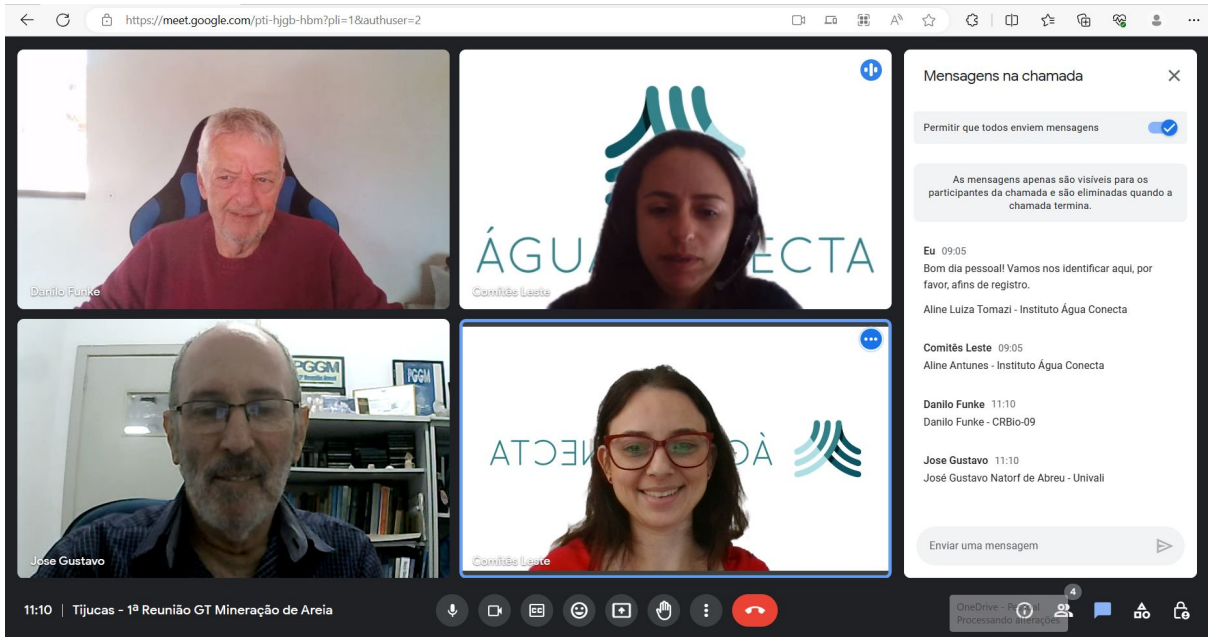 https://meet.google.com/pti-hjgb-hbm?pli=1&authuser=2
Danilo Funke
ÁGU
ECTA
Comitês Leste
PGGM
PGGM
Jose Gustavo
ÁG
NECTA
Comitês Leste
Mensagens na chamada
Permitir que todos enviem mensagens
As mensagens apenas são visíveis para os
participantes da chamada e são eliminadas quando a
chamada termina.
Eu 09:05
Bom dia pessoal! Vamos nos identificar aqui, por
favor, afins de registro.
Aline Luiza Tomazi - Instituto Água Conecta
Comitês Leste 09:05
Aline Antunes - Instituto Água Conecta
Danilo Funke 11:10
Danilo Funke - CRBio-09
Jose Gustavo 11:10
José Gustavo Natorf de Abreu - Univali
Enviar uma mensagem
11:10 | Tijucas - 1ª Reunião GT Mineração de Areia
OneDrive - Pessoal
Processando alterações
4